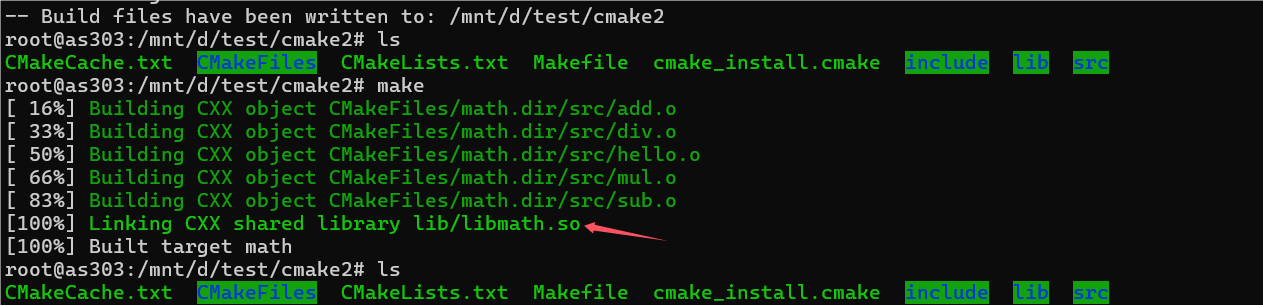 -- Build files have been written to: /mnt/d/test/cmake2
root@as303:/mnt/d/test/cmake2# ls
CMakeCache.txt  CMakeFiles  CMakeLists.txt  Makefile  cmake_install.cmake  include  lib  src
root@as303:/mnt/d/test/cmake2# make
[ 16%] Building CXX object CMakeFiles/math.dir/src/add.o
[ 33%] Building CXX object CMakeFiles/math.dir/src/div.o
[ 50%] Building CXX object CMakeFiles/math.dir/src/hello.o
[ 66%] Building CXX object CMakeFiles/math.dir/src/mul.o
[ 83%] Building CXX object CMakeFiles/math.dir/src/sub.o
[100%] Linking CXX shared library lib/libmath.so
[100%] Built target math
root@as303:/mnt/d/test/cmake2# ls
CMakeCache.txt  CMakeFiles  CMakeLists.txt  Makefile  cmake_install.cmake  include  lib  src